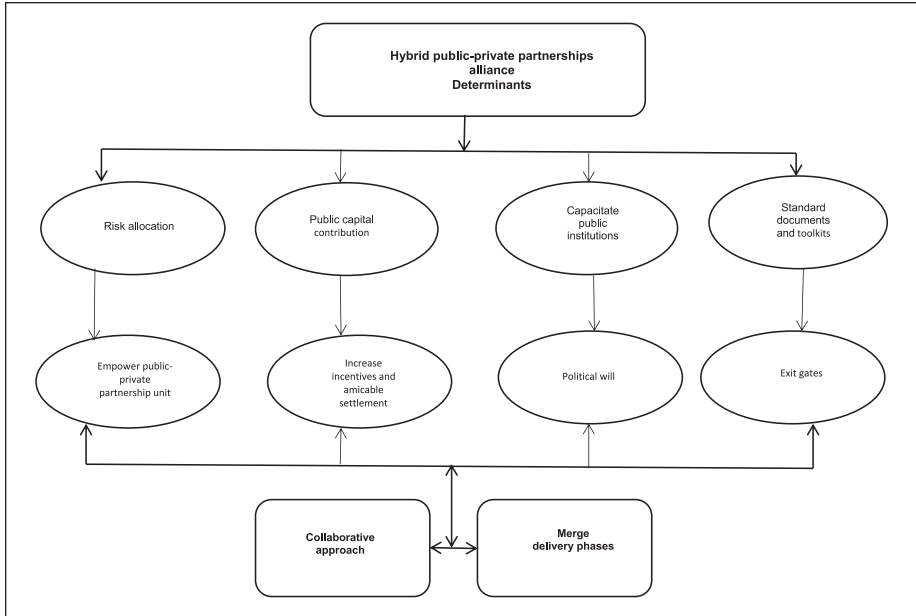 Hybrid public-private partnerships
alliance
Determinants
Risk allocation
Public capital
contribution
Capacitate
public
institutions
Standard
documents
and toolkits
Empower public-
private
partnership unit
Increase
incentives and
amicable
settlement
Political will
Exit gates
Collaborative
approach
Merge
delivery phases